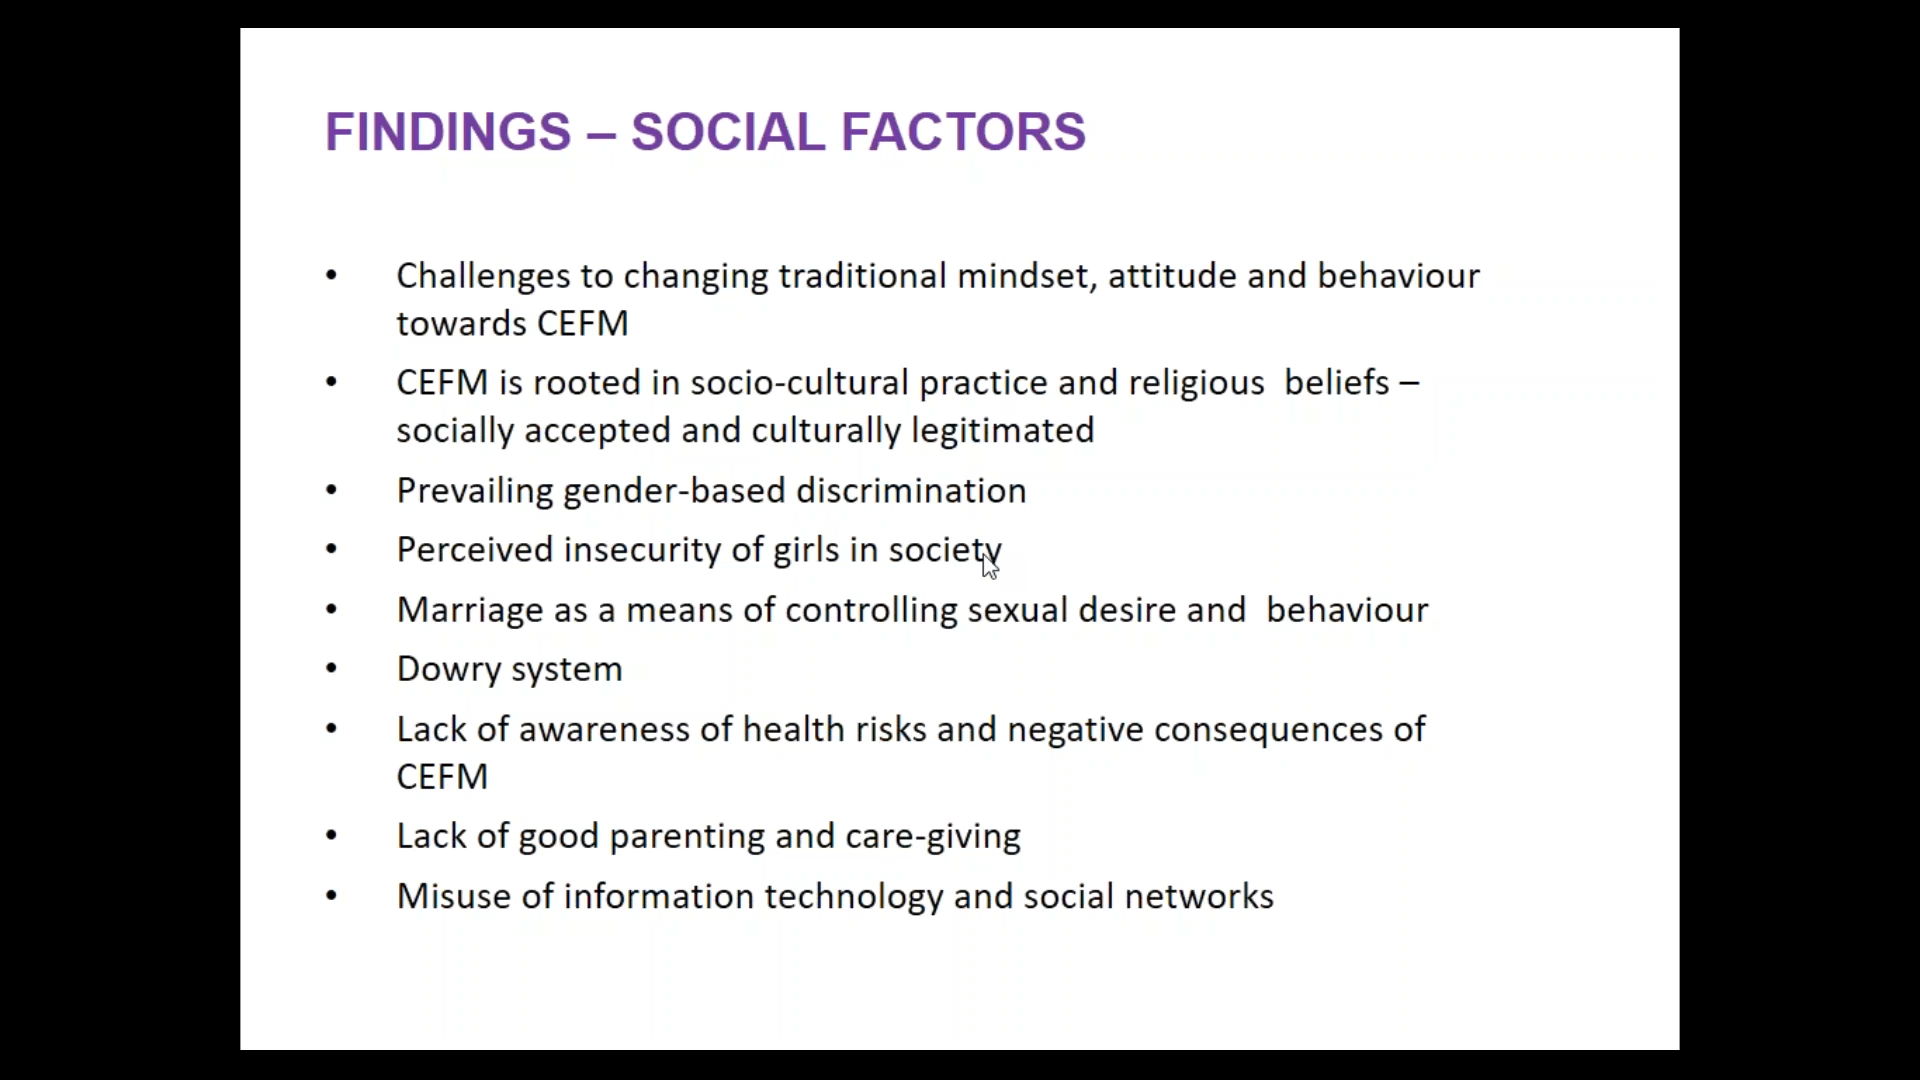 FINDINGS – SOCIAL FACTORS
• Challenges to changing traditional mindset, attitude and behaviour
towards CEFM
• CEFM is rooted in socio-cultural practice and religious  beliefs –
socially accepted and culturally legitimated
• Prevailing gender-based discrimination
• Perceived insecurity of girls in society
• Marriage as a means of controlling sexual desire and  behaviour
• Dowry system
• Lack of awareness of health risks and negative consequences of
CEFM
• Lack of good parenting and care-giving
• Misuse of information technology and social networks